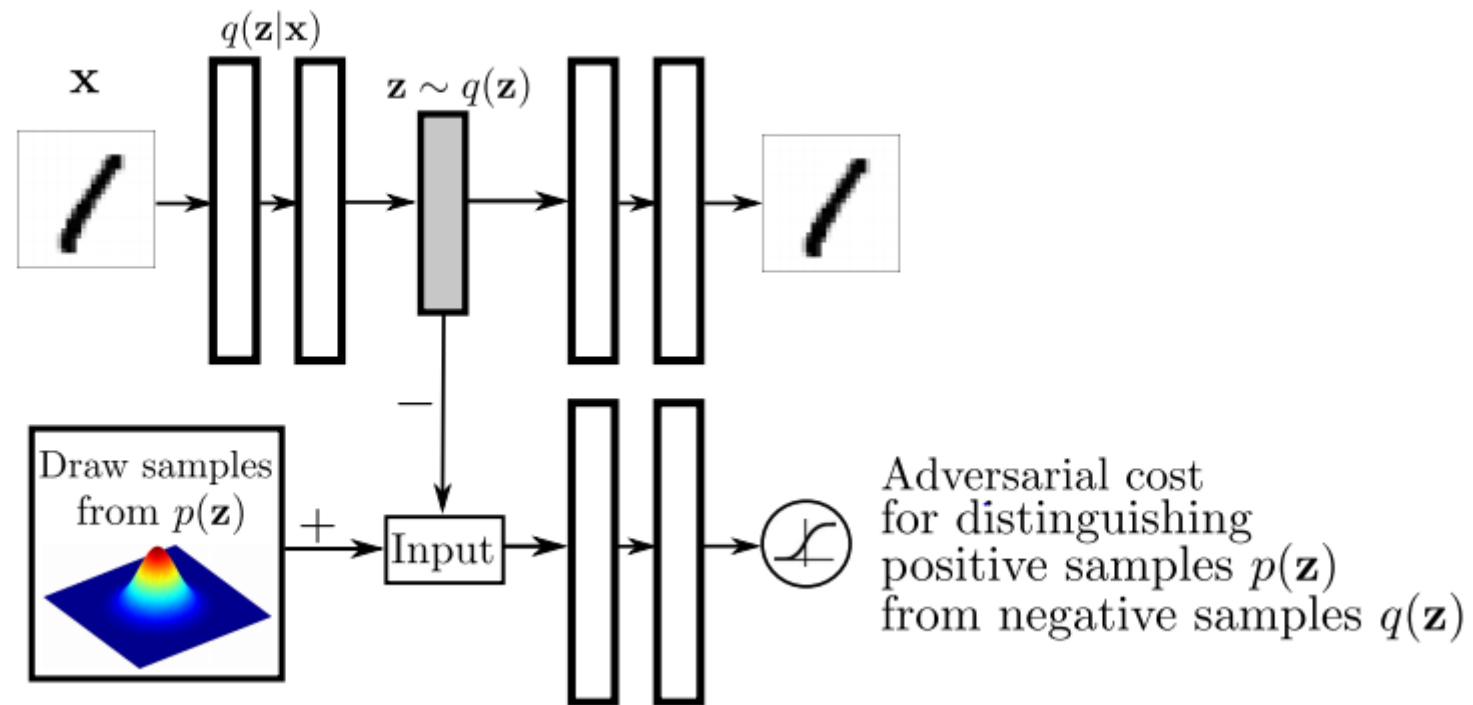 q(z|x)
x
z ∼ q(z)
−
Draw samples
from p(z)
+
Input
Adversarial cost
for distinguishing
positive samples p(z)
from negative samples q(z)